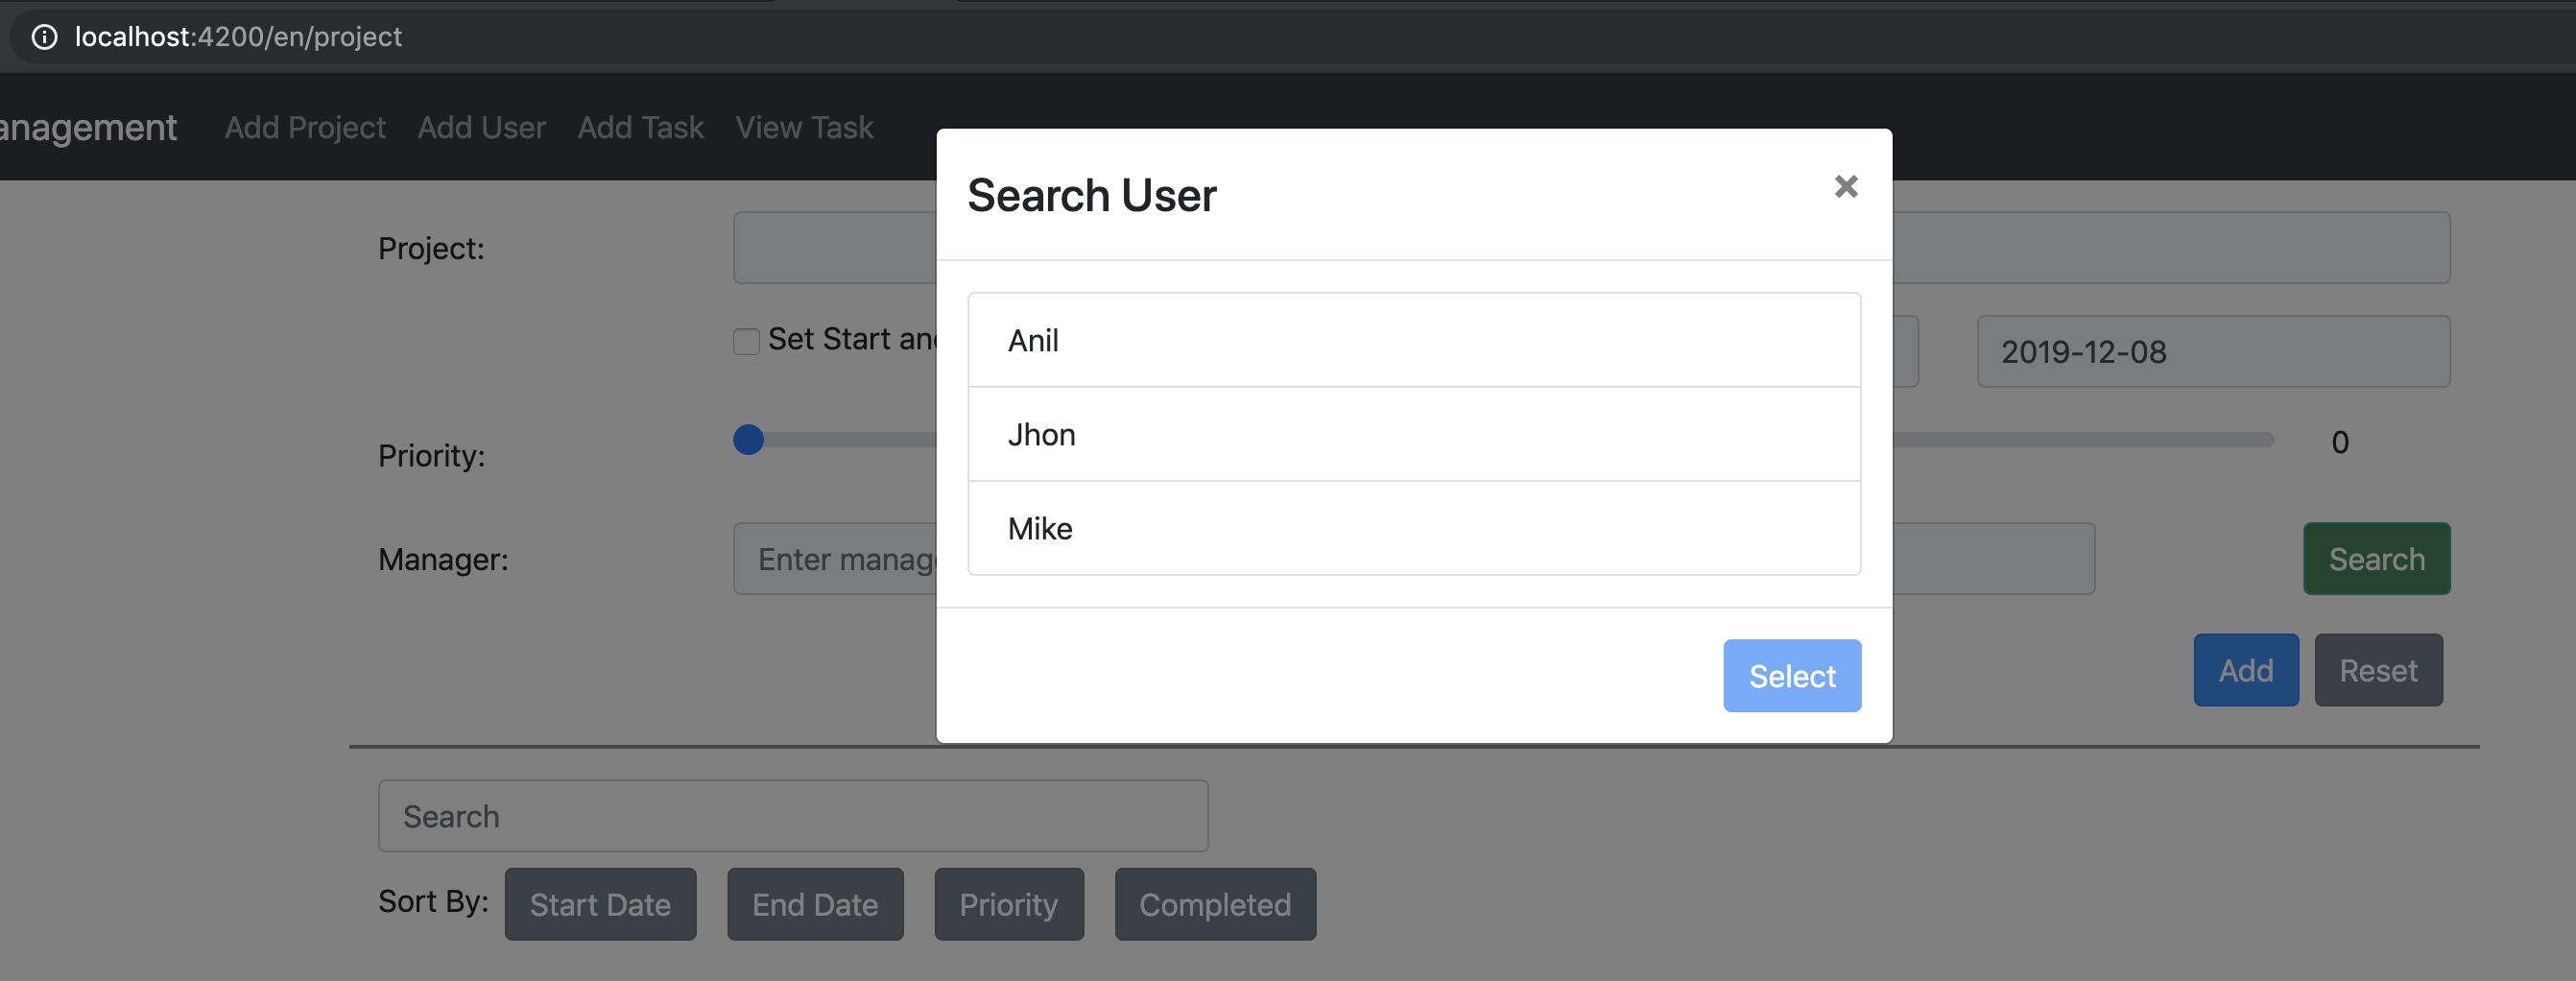 localhost:4200/en/project
anagement Add Project Add User Add Task View Task
Search User
×
Project:
Anil
Set Start an
2019-12-08
Jhon
Priority:
0
Mike
Manager:
Enter manag
Search
Select
Add Reset
Search
Sort By: Start Date End Date Priority Completed